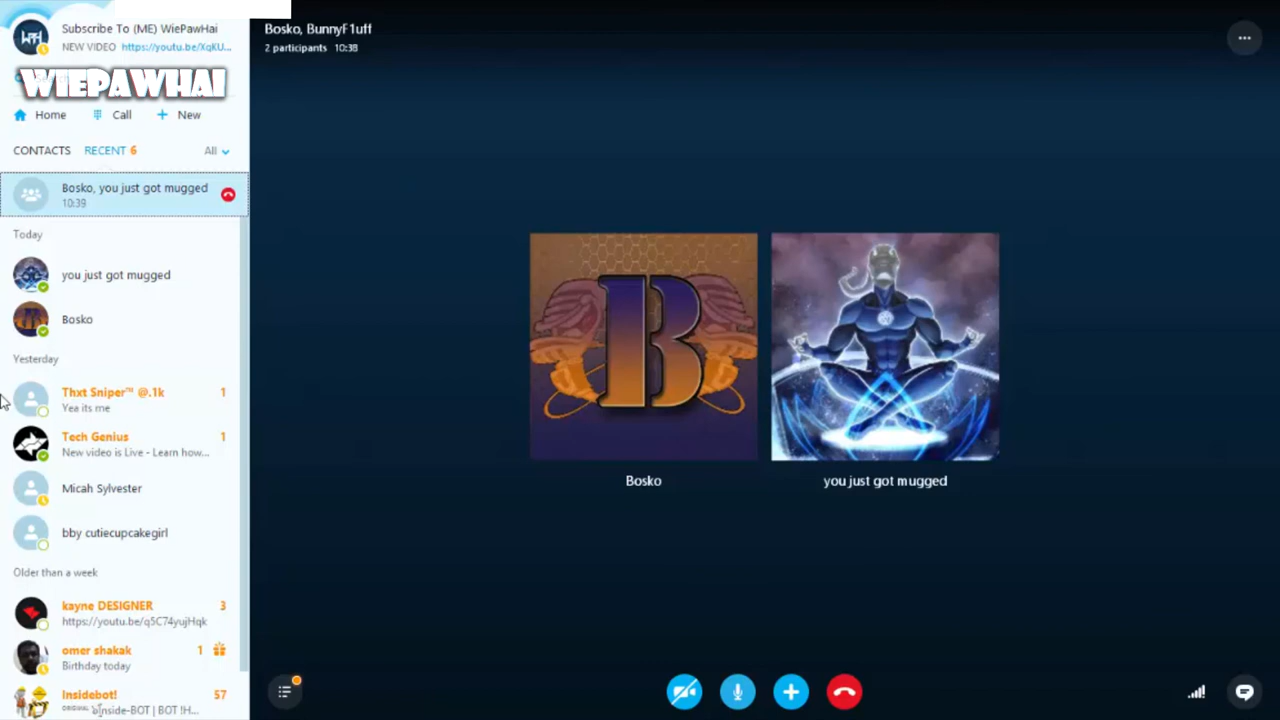 Subscribe To (ME) WiePawHai
NEW VIDEO https://youtu.be/XqKU...
WIEPAWHAI
Home Call New
CONTACTS RECENT 6 All
Bosko, you just got mugged
10:39
Today
you just got mugged
Bosko
Yesterday
Thxt Sniper™ @.1k 1
Yea its me
Tech Genius 1
New video is Live - Learn how...
Micah Sylvester
bby cutiecupcakegirl
Older than a week
kayne DESIGNER 3
https://youtu.be/q5C74yujHqk
omer shakak 1
Birthday today
Insidebot! 57
Inside-BOT | BOT !H...
Bosko, BunnyF1uff
2 participants 10:38
B
Bosko
you just got mugged